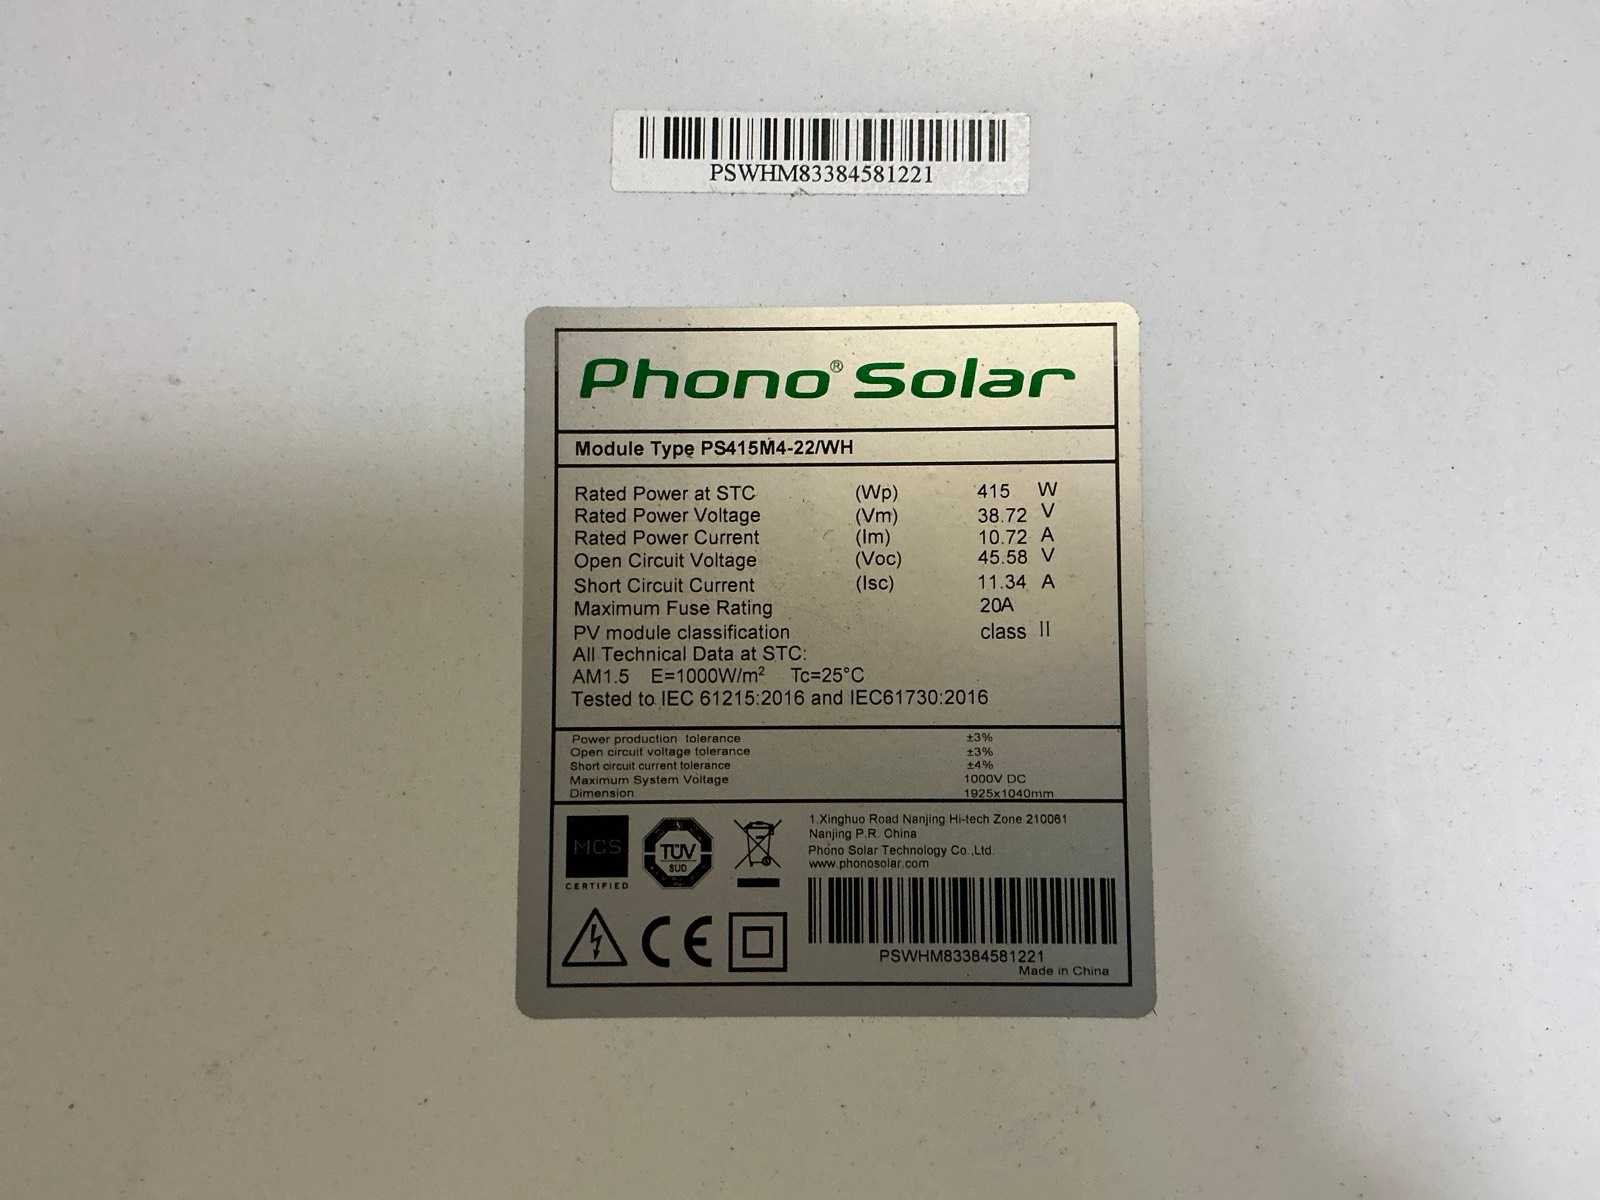 PSWHM83384581221
Phono® Solar
Module Type PS415M4-22/WH
Rated Power at STC (Wp) 415 W
Rated Power Voltage (Vm) 38.72 V
Rated Power Current (Im) 10.72 A
Open Circuit Voltage (Voc) 45.58 V
Short Circuit Current (Isc) 11.34 A
Maximum Fuse Rating 20A
PV module classification class II
All Technical Data at STC:
AM1.5 E=1000W/m² Tc=25°C
Tested to IEC 61215:2016 and IEC61730:2016
Power production tolerance ±3%
Open circuit voltage tolerance ±3%
Short circuit current tolerance ±4%
Maximum System Voltage 1000V DC
Dimension 1925x1040mm
MCS
CERTIFIED
TÜV
SUD
1.Xinghuo Road Nanjing Hi-tech Zone 210061
Nanjing P.R. China
Phono Solar Technology Co.,Ltd.
www.phonosolar.com
CE
PSWHM83384581221
Made in China